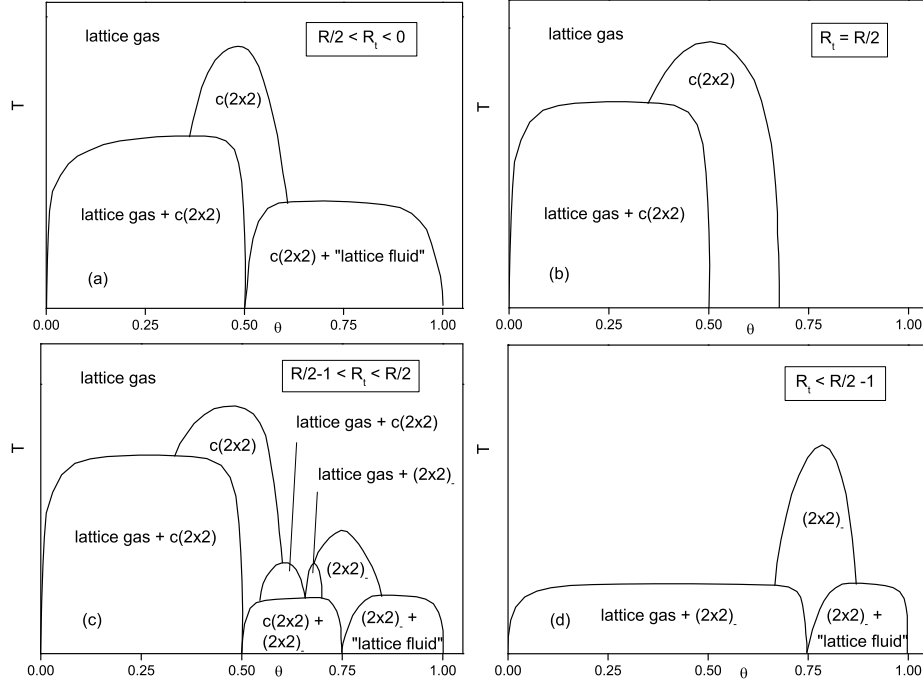 lattice gas
R/2 < Rt < 0
c(2x2)
T
lattice gas + c(2x2)
c(2x2) + "lattice fluid"
(a)
0.00 0.25 0.50 θ 0.75 1.00
lattice gas
Rt = R/2
c(2x2)
T
lattice gas + c(2x2)
(b)
0.00 0.25 0.50 θ 0.75 1.00
lattice gas
R/2-1 < Rt < R/2
lattice gas + c(2x2)
c(2x2)
T
lattice gas + (2x2)-
lattice gas + c(2x2)
(2x2)-
(c)
c(2x2) +
(2x2)-
(2x2)- +
"lattice fluid"
0.00 0.25 0.50 θ 0.75 1.00
Rt < R/2 -1
T
(2x2)-
lattice gas + (2x2)-
(d)
(2x2)- +
"lattice fluid"
0.00 0.25 0.50 θ 0.75 1.00